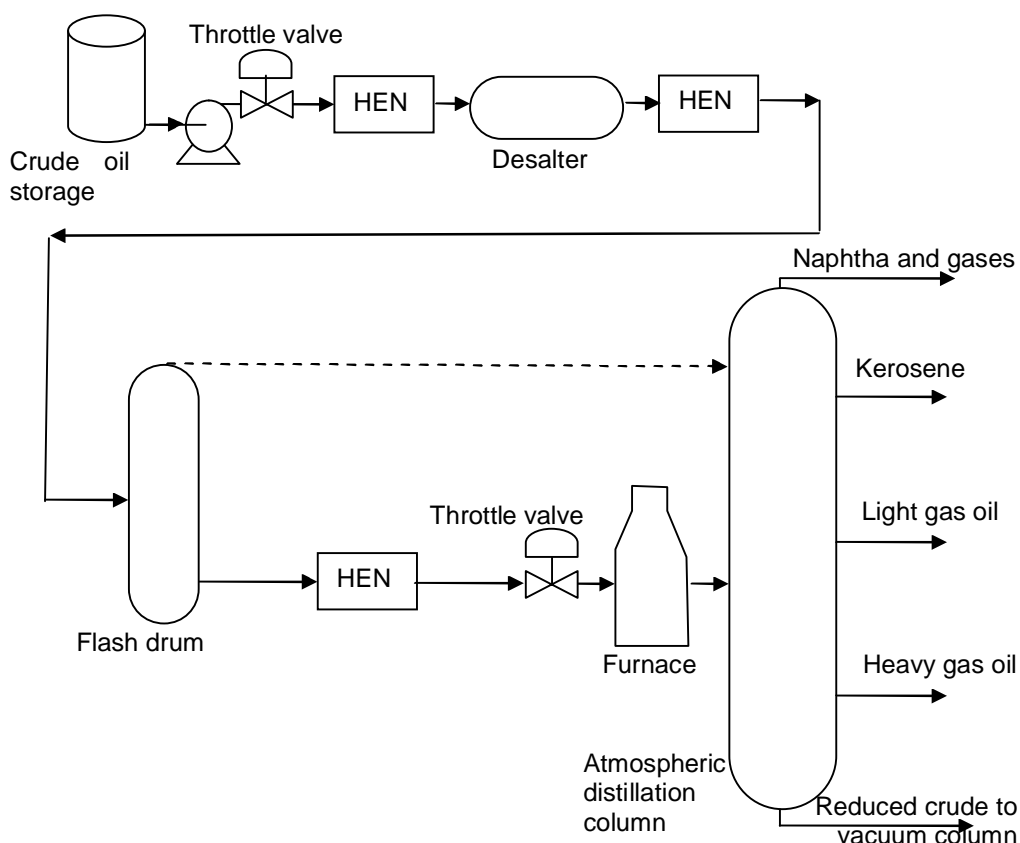 Throttle valve
HEN
HEN
Crude oil
storage
Desalter
Naphtha and gases
Kerosene
Throttle valve
Light gas oil
HEN
Flash drum
Furnace
Heavy gas oil
Atmospheric
distillation
column
Reduced crude to
vacuum column